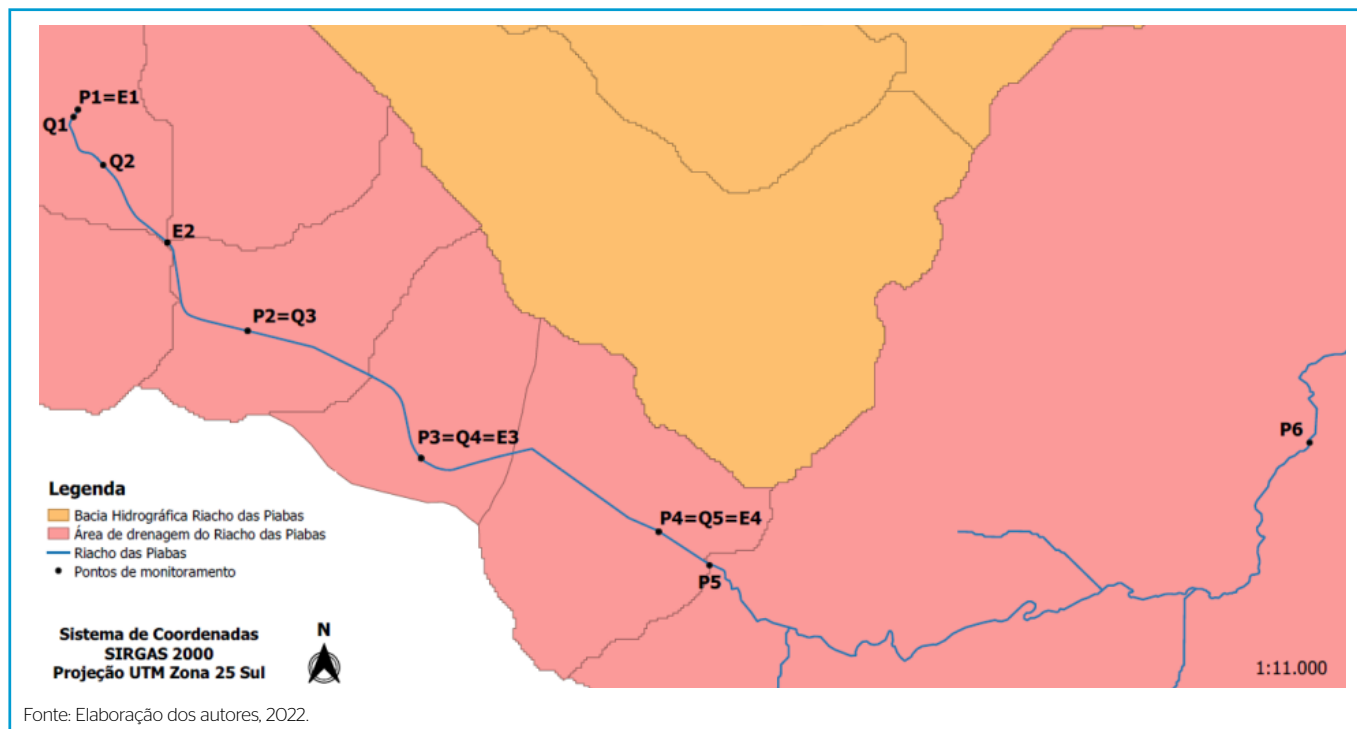 P1=E1
Q1
Q2
E2
P2=Q3
P3=Q4=E3
P6
P4=Q5=E4
P5
Legenda
Bacia Hidrográfica Riacho das Piabas
Área de drenagem do Riacho das Piabas
Riacho das Piabas
Pontos de monitoramento
Sistema de Coordenadas
SIRGAS 2000
Projeção UTM Zona 25 Sul
N
1:11.000
Fonte: Elaboração dos autores, 2022.